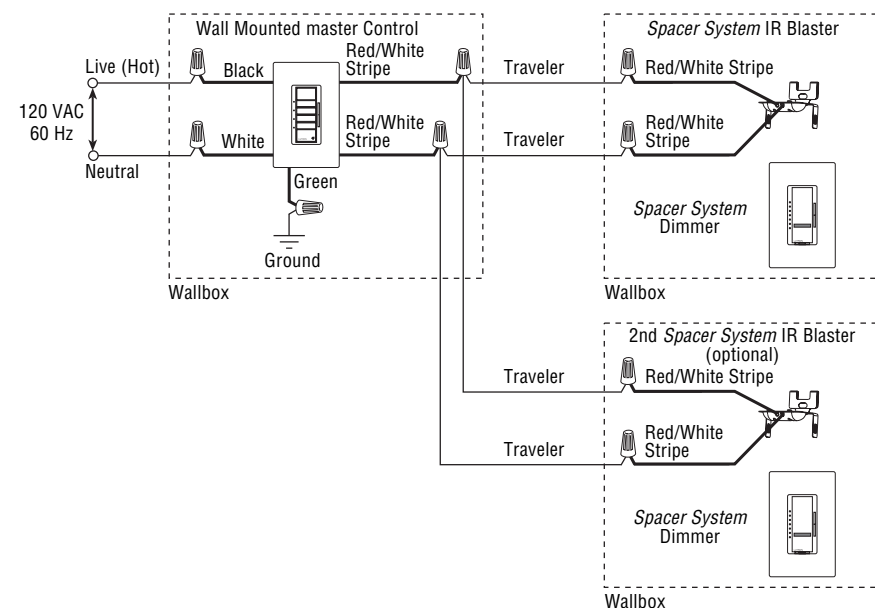 Wall Mounted master Control
Live (Hot)
Black
Red/White
Stripe
120 VAC
60 Hz
White
Red/White
Stripe
Neutral
Green
Ground
Wallbox
Traveler
Traveler
Spacer System IR Blaster
Red/White Stripe
Red/White
Stripe
Spacer System
Dimmer
Wallbox
2nd Spacer System IR Blaster
(optional)
Traveler
Red/White Stripe
Traveler
Red/White
Stripe
Spacer System
Dimmer
Wallbox